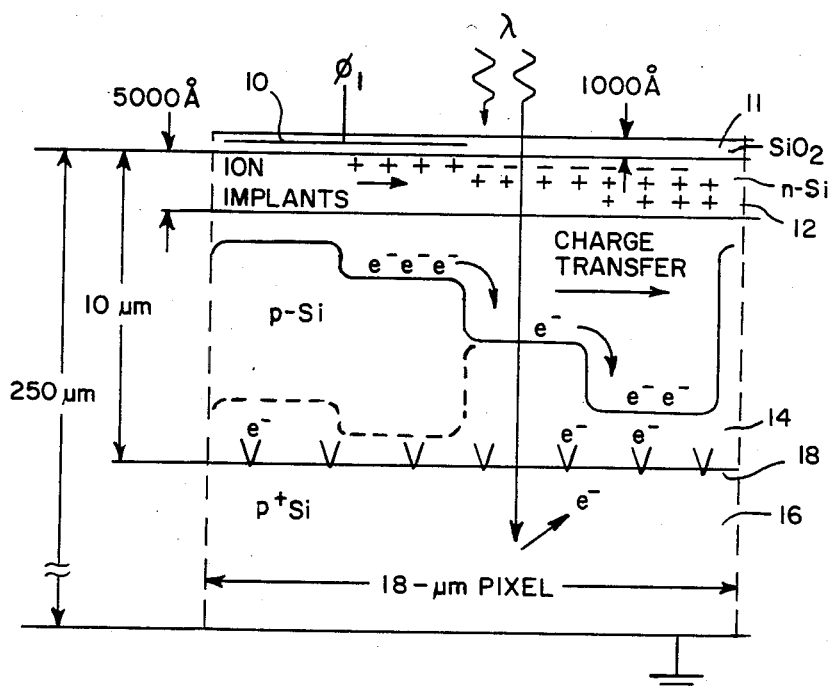 λ
ϕ1
10
5000Å
1000Å
11
SiO2
ION
+ + + +
− − − − − −
+ + + + + +
n-Si
IMPLANTS
+ + + +
12
CHARGE
TRANSFER
e− e− e−
10 μm
p-Si
e−
250 μm
e− e−
14
e−
e−
e−
18
p+Si
e−
16
18-μm PIXEL